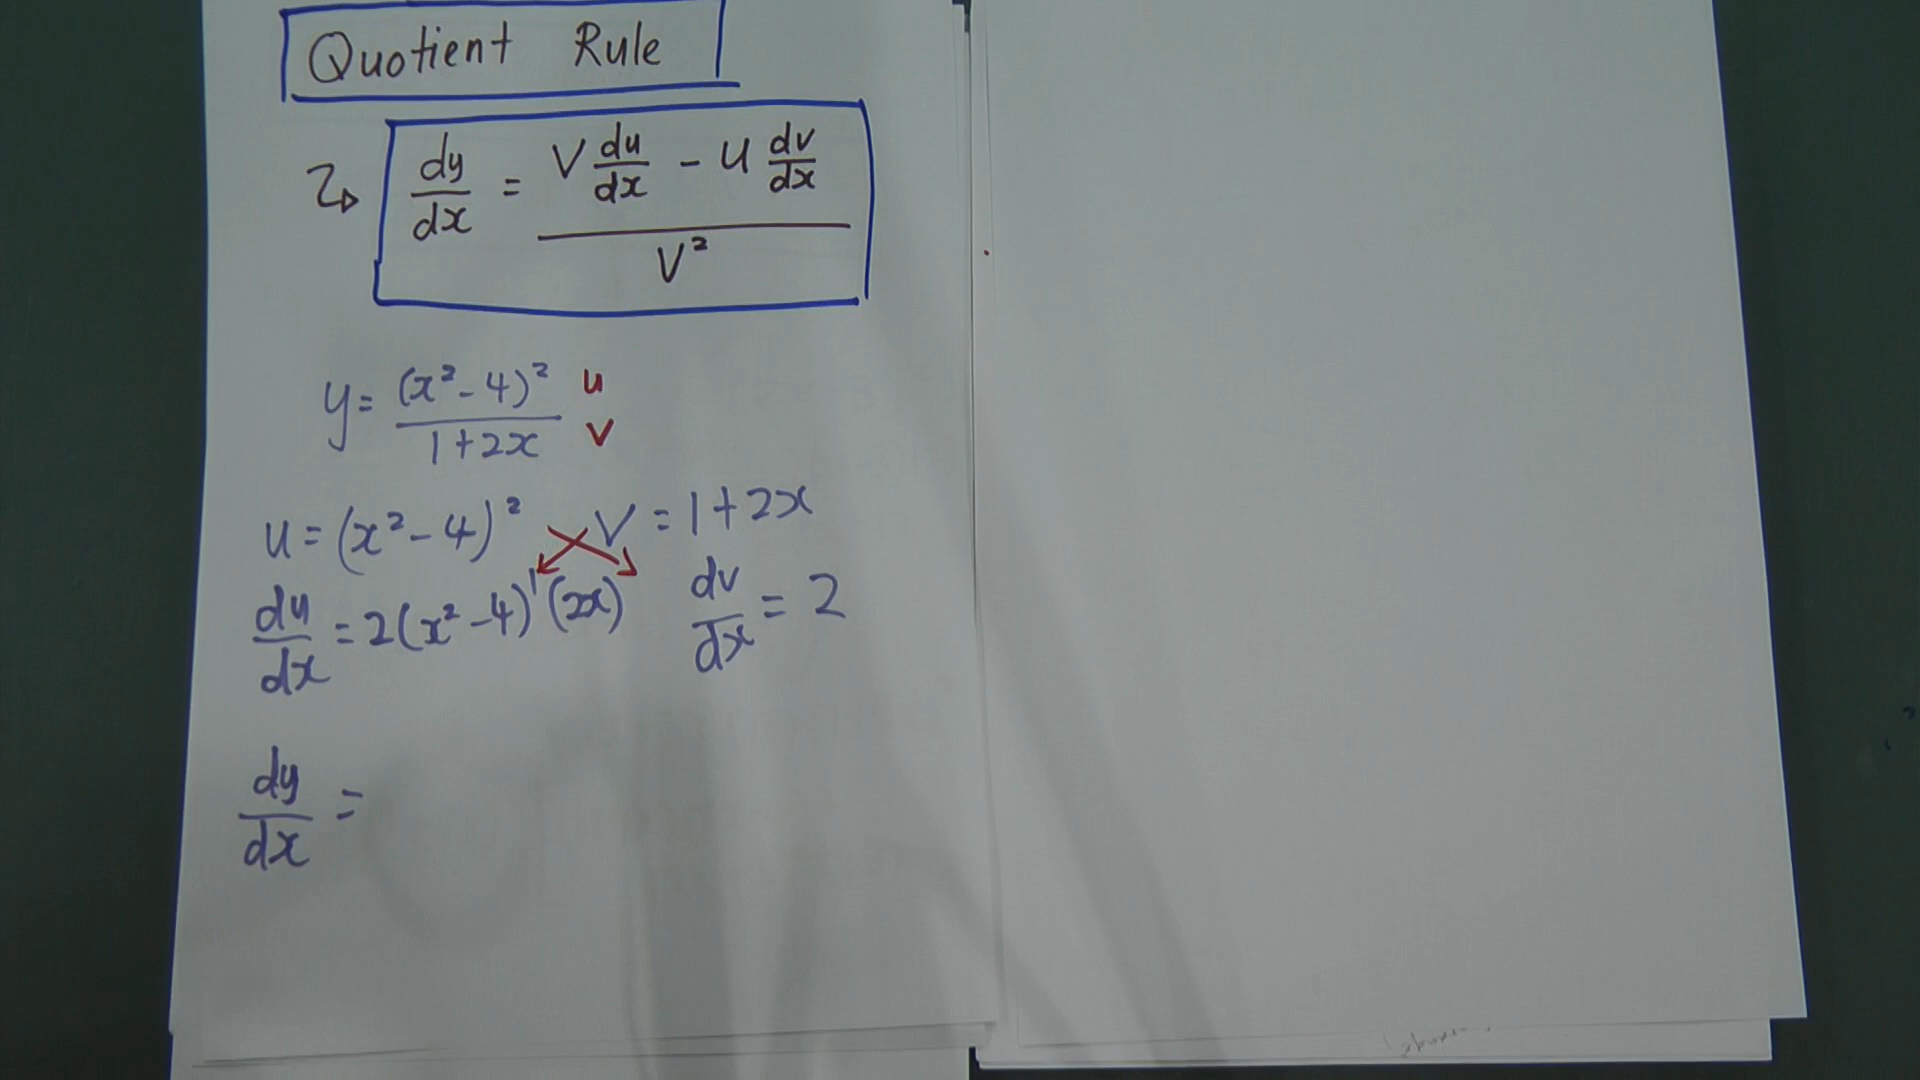 Quotient Rule
dy/dx = (V du/dx - u dv/dx) / V²
y = (x² - 4)² / (1 + 2x) u v
u = (x² - 4)² V = 1 + 2x
du/dx = 2(x² - 4)¹(2x) dv/dx = 2
dy/dx =